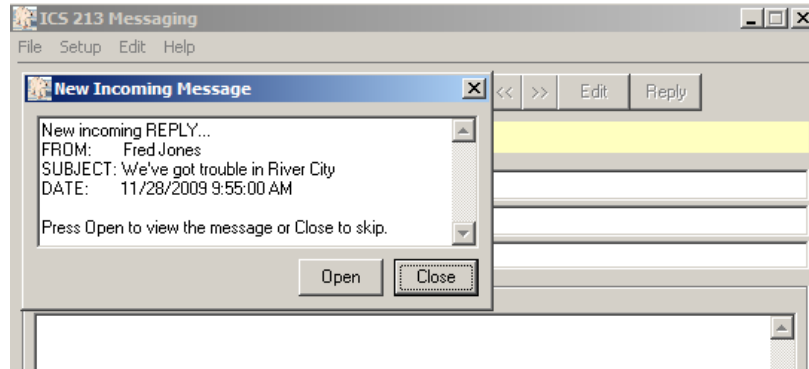 ICS 213 Messaging
File Setup Edit Help
New Incoming Message
<< >> Edit Reply
New incoming REPLY...
FROM: Fred Jones
SUBJECT: We've got trouble in River City
DATE: 11/28/2009 9:55:00 AM
Press Open to view the message or Close to skip.
Open Close